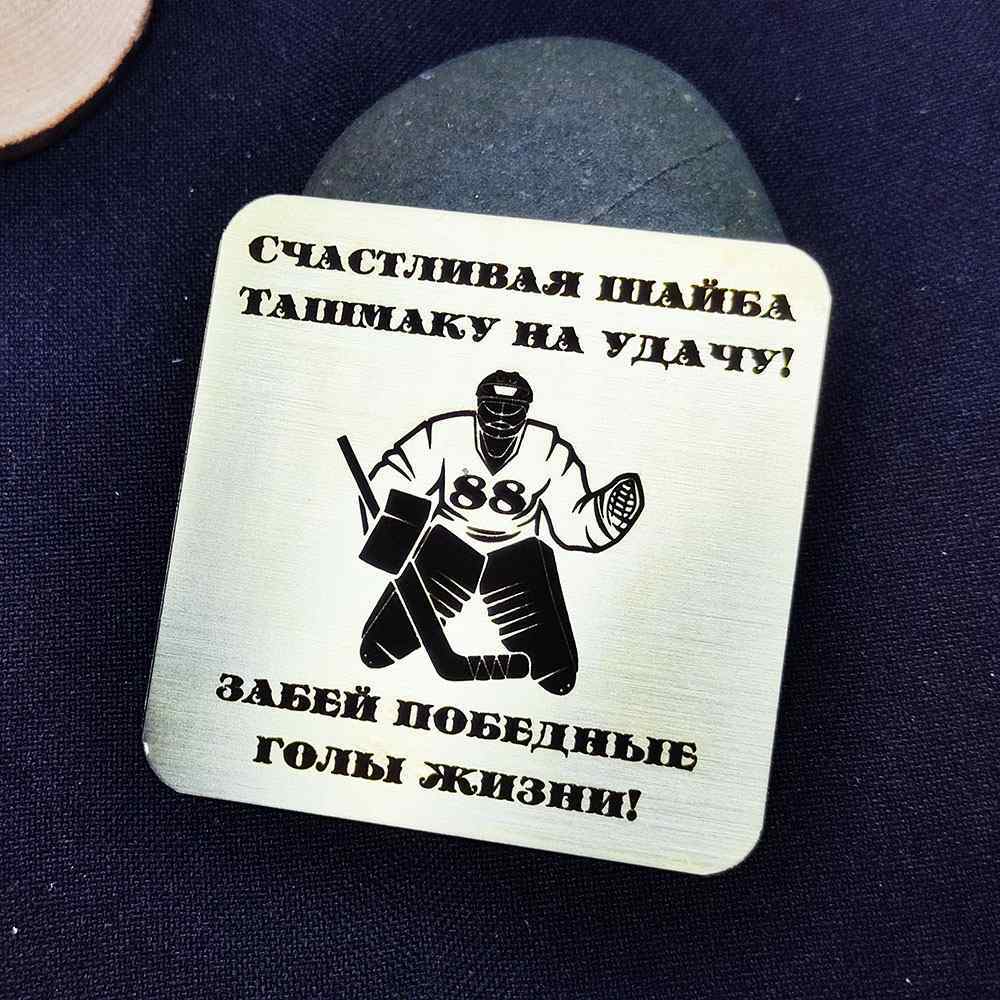 Счастливая шайба
Ташмаку на удачу!
88
Забей победные
голы жизни!